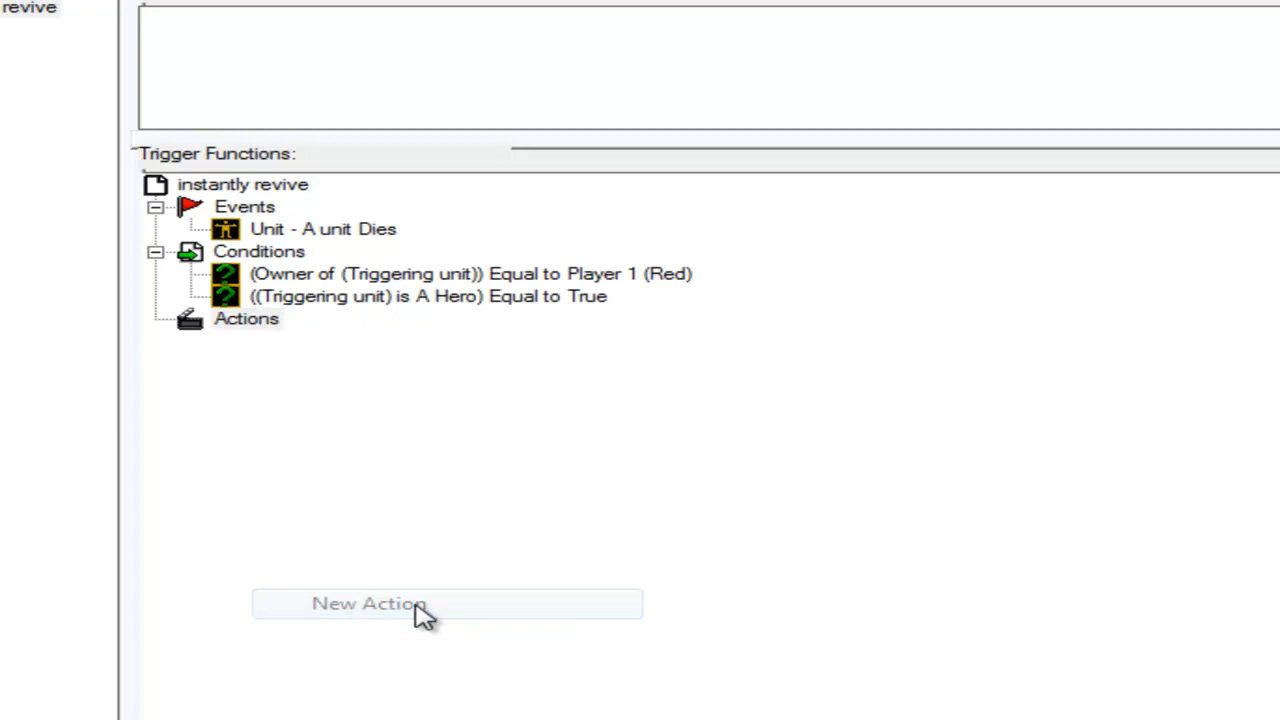 revive
Trigger Functions:
instantly revive
Events
Unit - A unit Dies
Conditions
(Owner of (Triggering unit)) Equal to Player 1 (Red)
((Triggering unit) is A Hero) Equal to True
Actions
New Action